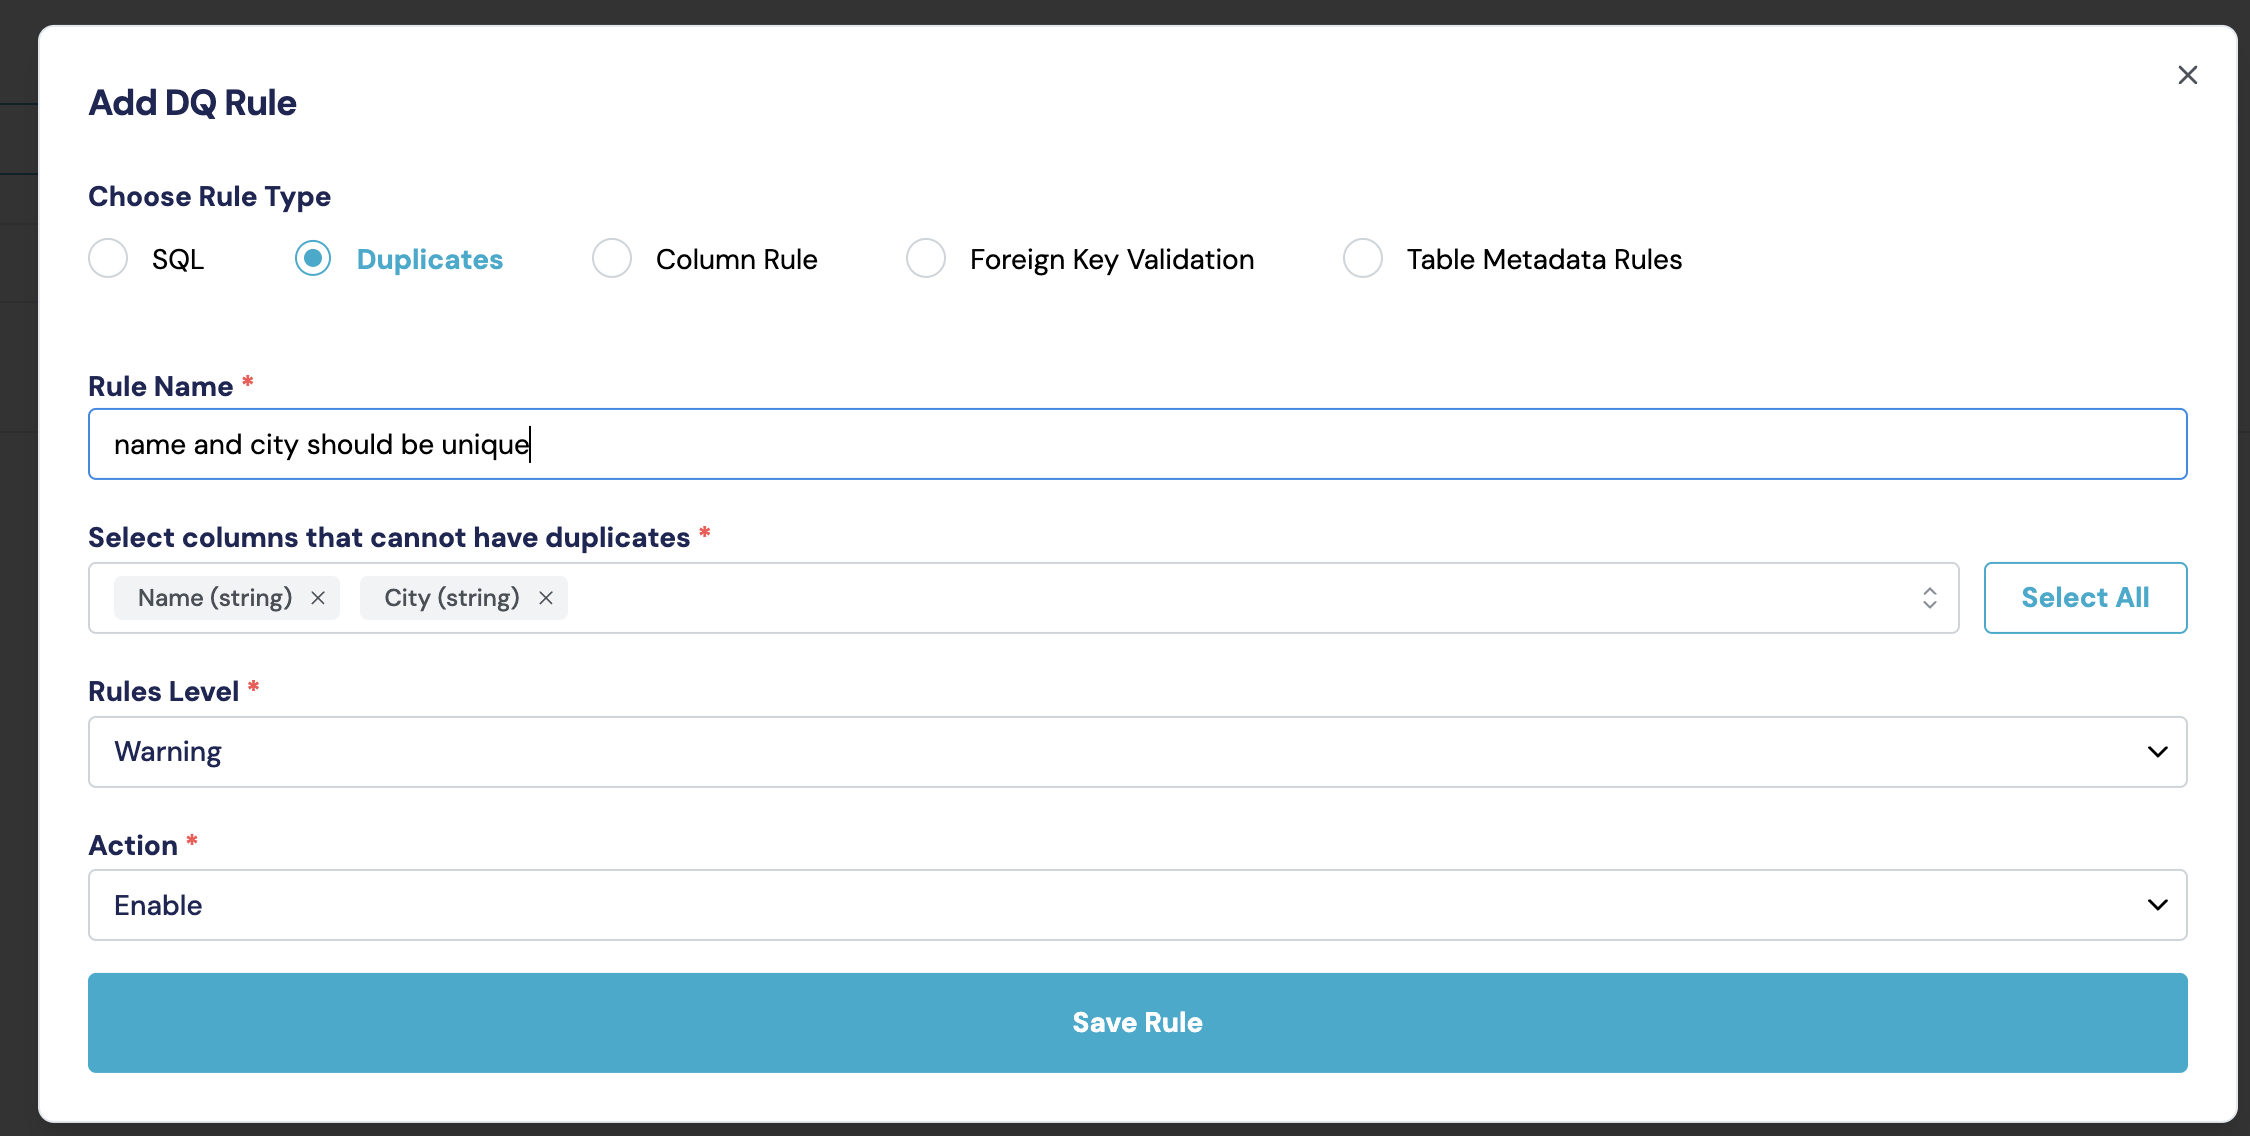 Add DQ Rule
Choose Rule Type
SQL Duplicates Column Rule Foreign Key Validation Table Metadata Rules
Rule Name *
name and city should be unique
Select columns that cannot have duplicates *
Name (string) City (string) Select All
Rules Level *
Warning
Action *
Enable
Save Rule